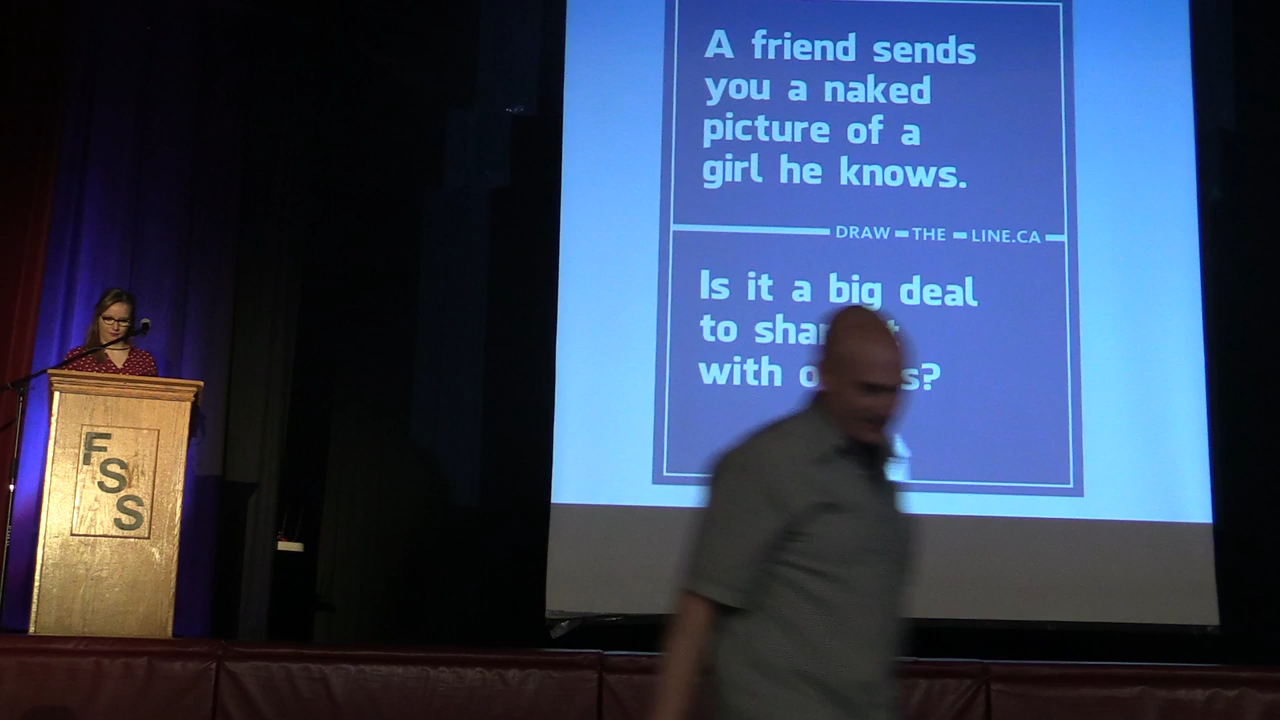 A friend sends
you a naked
picture of a
girl he knows.
DRAW THE LINE.CA
Is it a big deal
to
with
FSS